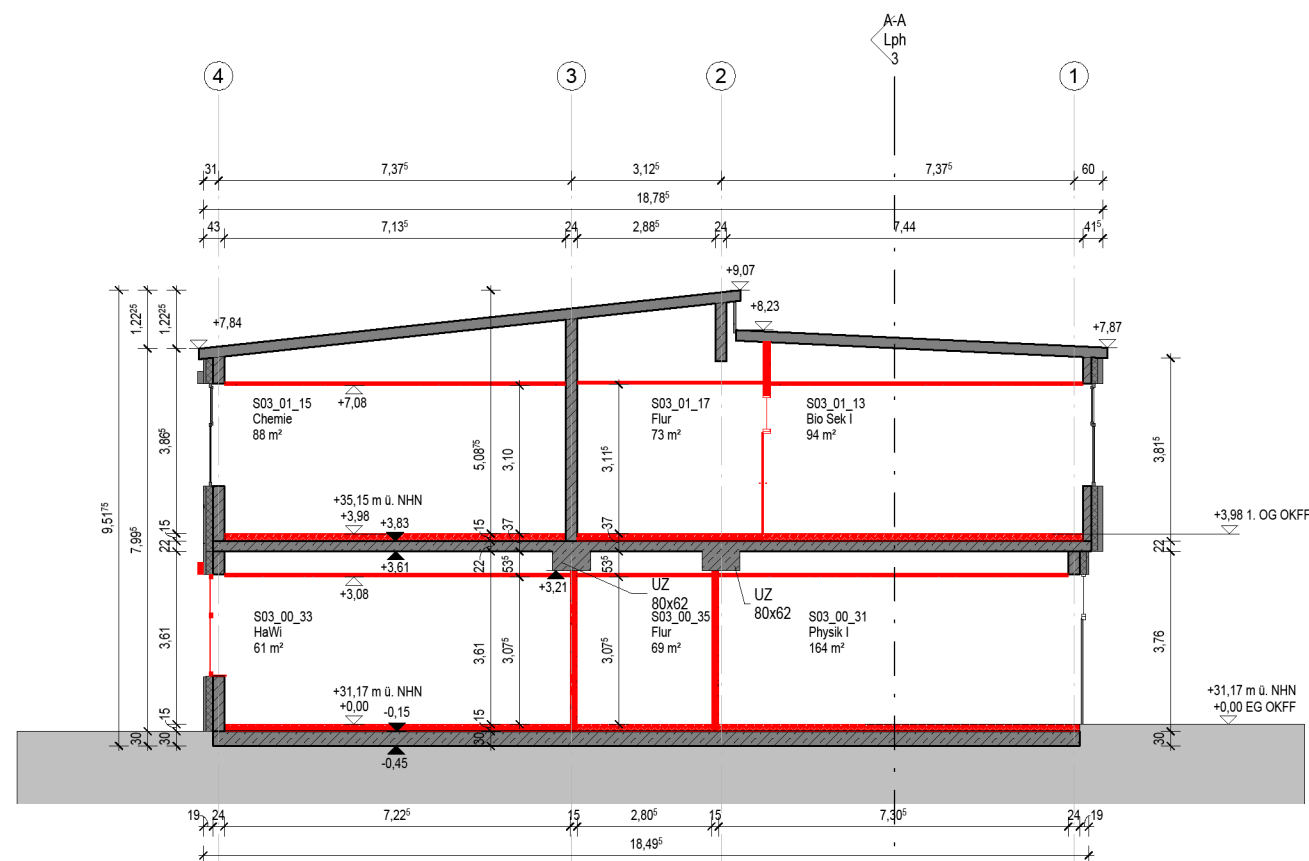 A-A
Lph
3
4
3
2
1
31
7,37⁵
3,12⁵
7,37⁵
60
18,78⁵
43
7,13⁵
24
2,88⁵
24
7,44
41⁵
+9,07
+8,23
+7,84
+7,87
1,22²⁵
1,22²⁵
+7,08
S03_01_15
Chemie
88 m²
S03_01_17
Flur
73 m²
S03_01_13
Bio Sek I
94 m²
9,51⁷⁵
7,99⁵
3,86⁵
5,08⁷⁵
3,10
3,11⁵
3,81⁵
+35,15 m ü. NHN
+3,98
+3,83
+3,98 1. OG OKFF
15
15
37
37
22
22
22
+3,61
53⁵
53⁵
+3,08
+3,21
UZ
80x62
UZ
80x62
S03_00_33
HaWi
61 m²
S03_00_35
Flur
69 m²
S03_00_31
Physik I
164 m²
3,61
3,61
3,07⁵
3,07⁵
3,76
+31,17 m ü. NHN
+0,00
-0,15
+31,17 m ü. NHN
+0,00 EG OKFF
15
15
30
30
30
30
30
-0,45
19
24
7,22⁵
15
2,80⁵
15
7,30⁵
24
19
18,49⁵